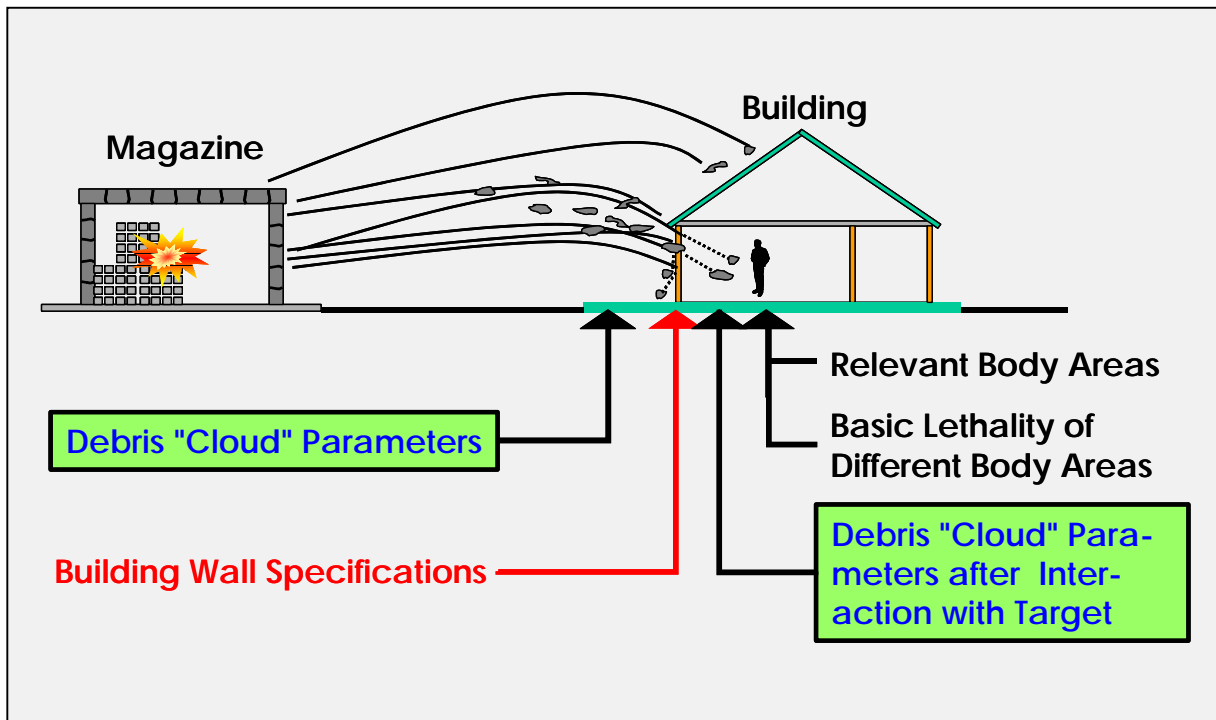 Building
Magazine
Relevant Body Areas
Debris "Cloud" Parameters
Basic Lethality of
Different Body Areas
Building Wall Specifications
Debris "Cloud" Para-
meters after Inter-
action with Target